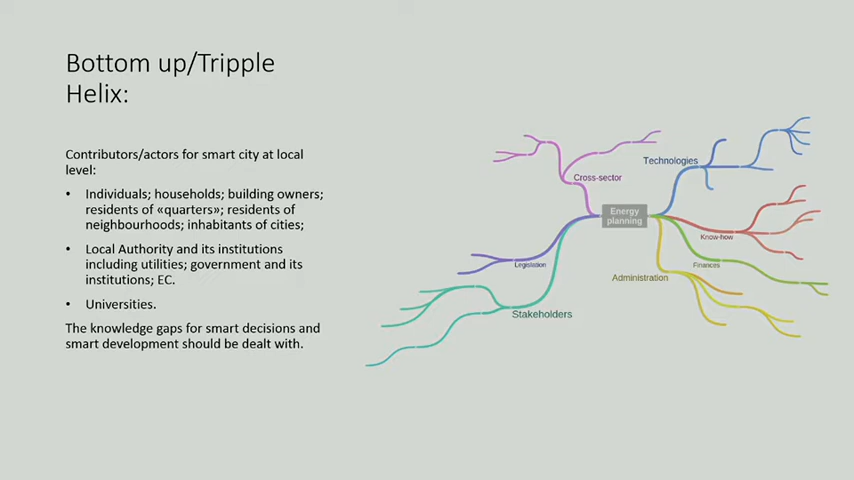 Bottom up/Tripple
Helix:
Contributors/actors for smart city at local
level:
• Individuals; households; building owners;
residents of «quarters»; residents of
neighbourhoods; inhabitants of cities;
• Local Authority and its institutions
including utilities; government and its
institutions; EC.
• Universities.
The knowledge gaps for smart decisions and
smart development should be dealt with.
Cross-sector
Technologies
Energy
planning
Know-how
Legislation
Finances
Administration
Stakeholders